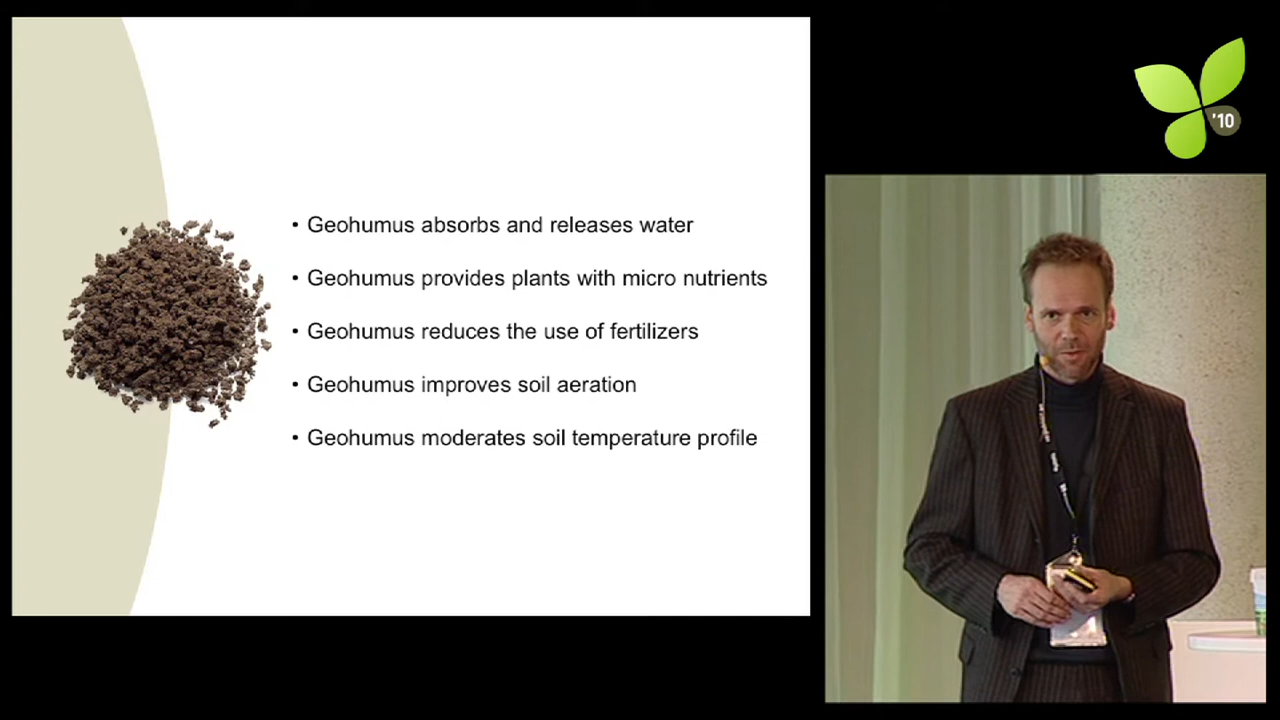 • Geohumus absorbs and releases water
• Geohumus provides plants with micro nutrients
• Geohumus reduces the use of fertilizers
• Geohumus improves soil aeration
• Geohumus moderates soil temperature profile
'10